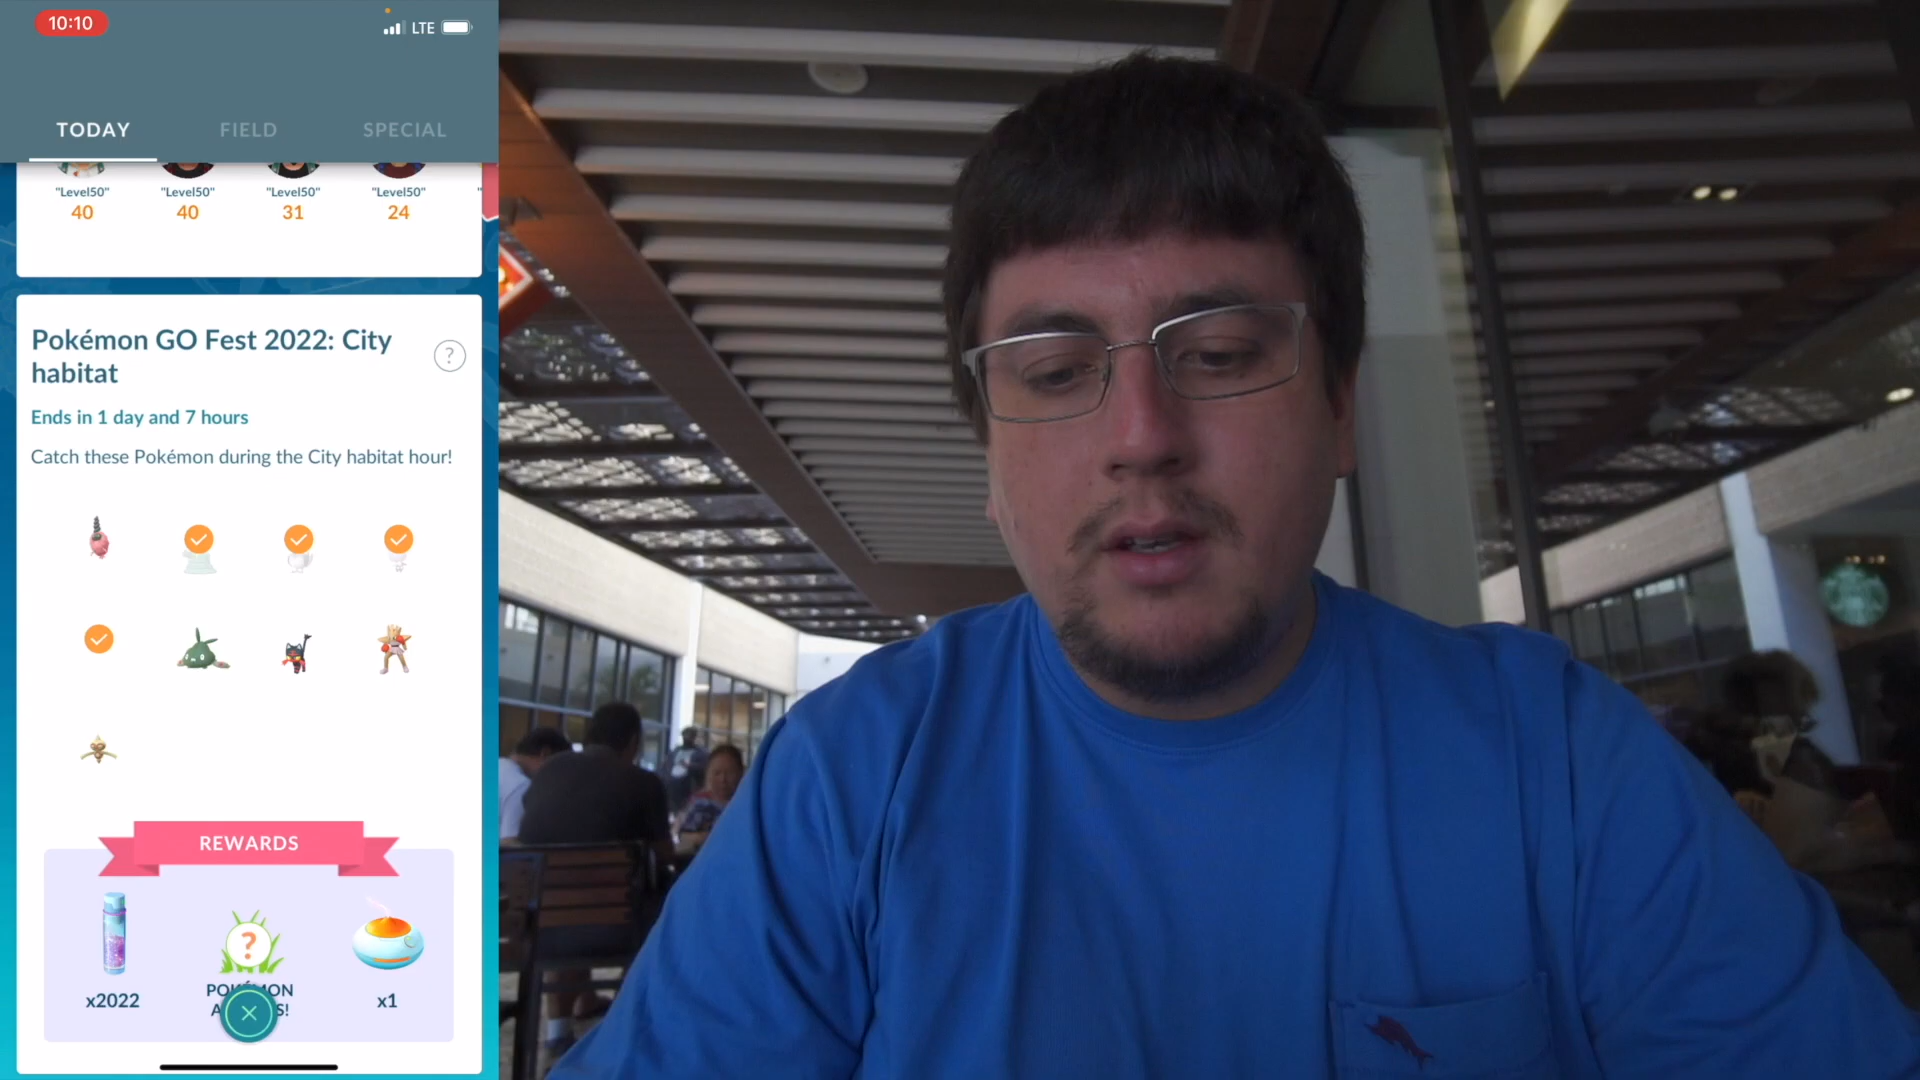 10:10
LTE
TODAY FIELD SPECIAL
"Level50" "Level50" "Level50" "Level50" "
40 40 31 24
Pokémon GO Fest 2022: City
habitat
?
Ends in 1 day and 7 hours
Catch these Pokémon during the City habitat hour!
REWARDS
?
x2022
x1